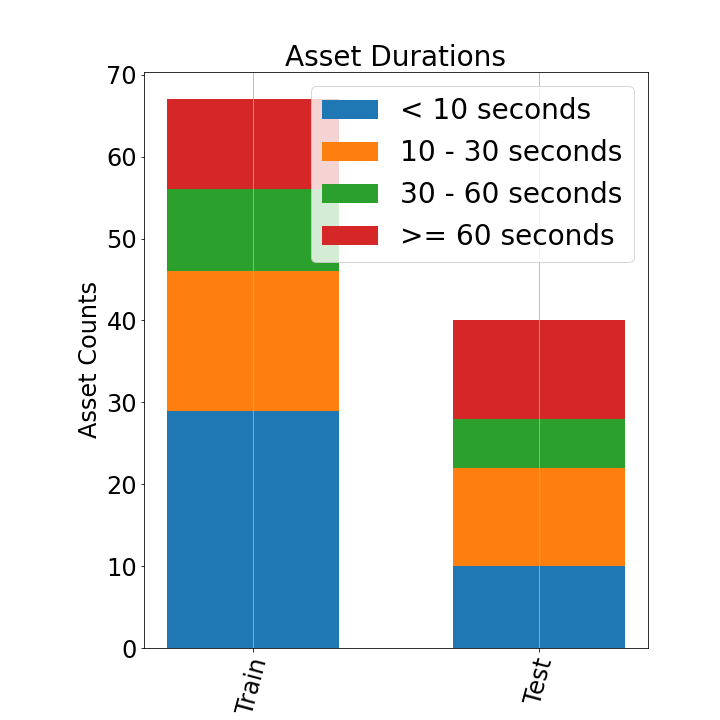 Asset Durations
70
60
50
40
30
20
10
0
Asset Counts
< 10 seconds
10 - 30 seconds
30 - 60 seconds
>= 60 seconds
Train
Test